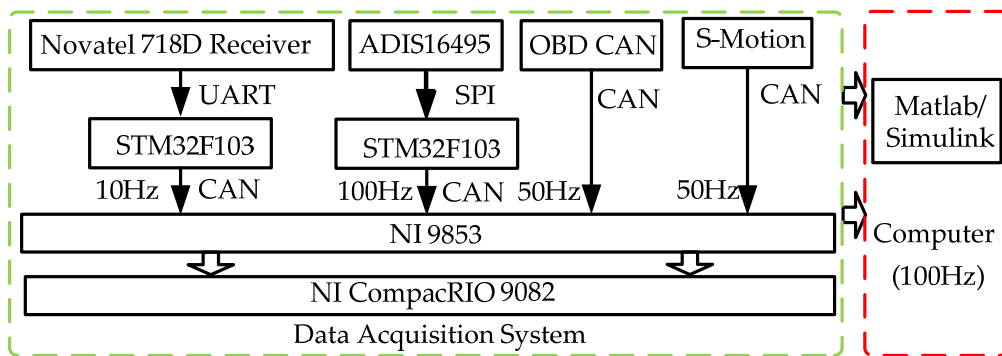 Novatel 718D Receiver
ADIS16495
OBD CAN
S-Motion
UART
SPI
CAN
CAN
Matlab/
Simulink
STM32F103
STM32F103
10Hz
CAN
100Hz
CAN
50Hz
50Hz
NI 9853
Computer
(100Hz)
NI CompacRIO 9082
Data Acquisition System